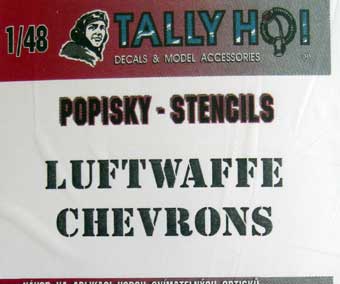 1/48
TALLY HO!
DECALS & MODEL ACCESSORIES
POPISKY - STENCILS
LUFTWAFFE
CHEVRONS